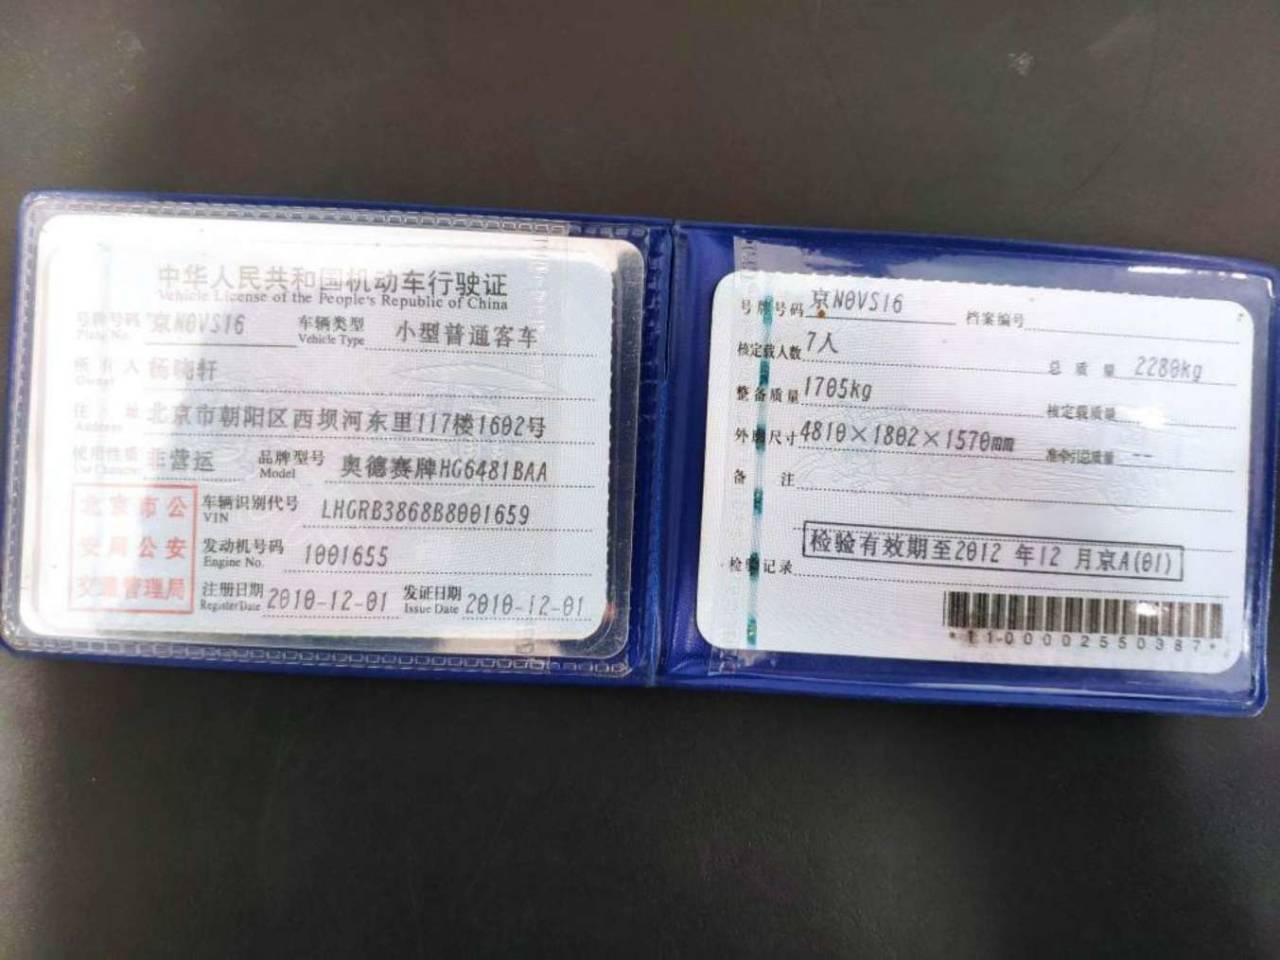 中华人民共和国机动车行驶证
Vehicle License of the People's Republic of China
号牌号码 京N0VS16 车辆类型 小型普通客车
Plate No. Vehicle Type
所有人 杨晓轩
Owner
住址 北京市朝阳区西坝河东里117楼1602号
Address
使用性质 非营运 品牌型号 奥德赛牌HG6481BAA
Use Character Model
北京市公
安局公安
交通管理局
车辆识别代号 LHGRB3868B8001659
VIN
发动机号码 1001655
Engine No.
注册日期 2010-12-01 发证日期 2010-12-01
Register Date Issue Date
号牌号码 京N0VS16 档案编号
核定载人数 7人 总质量 2280kg
整备质量 1705kg 核定载质量
外廓尺寸 4810×1802×1570mm 准牵引总质量 --
备注
检验有效期至2012 年12 月京A(01)
检验记录
*1100002550387*